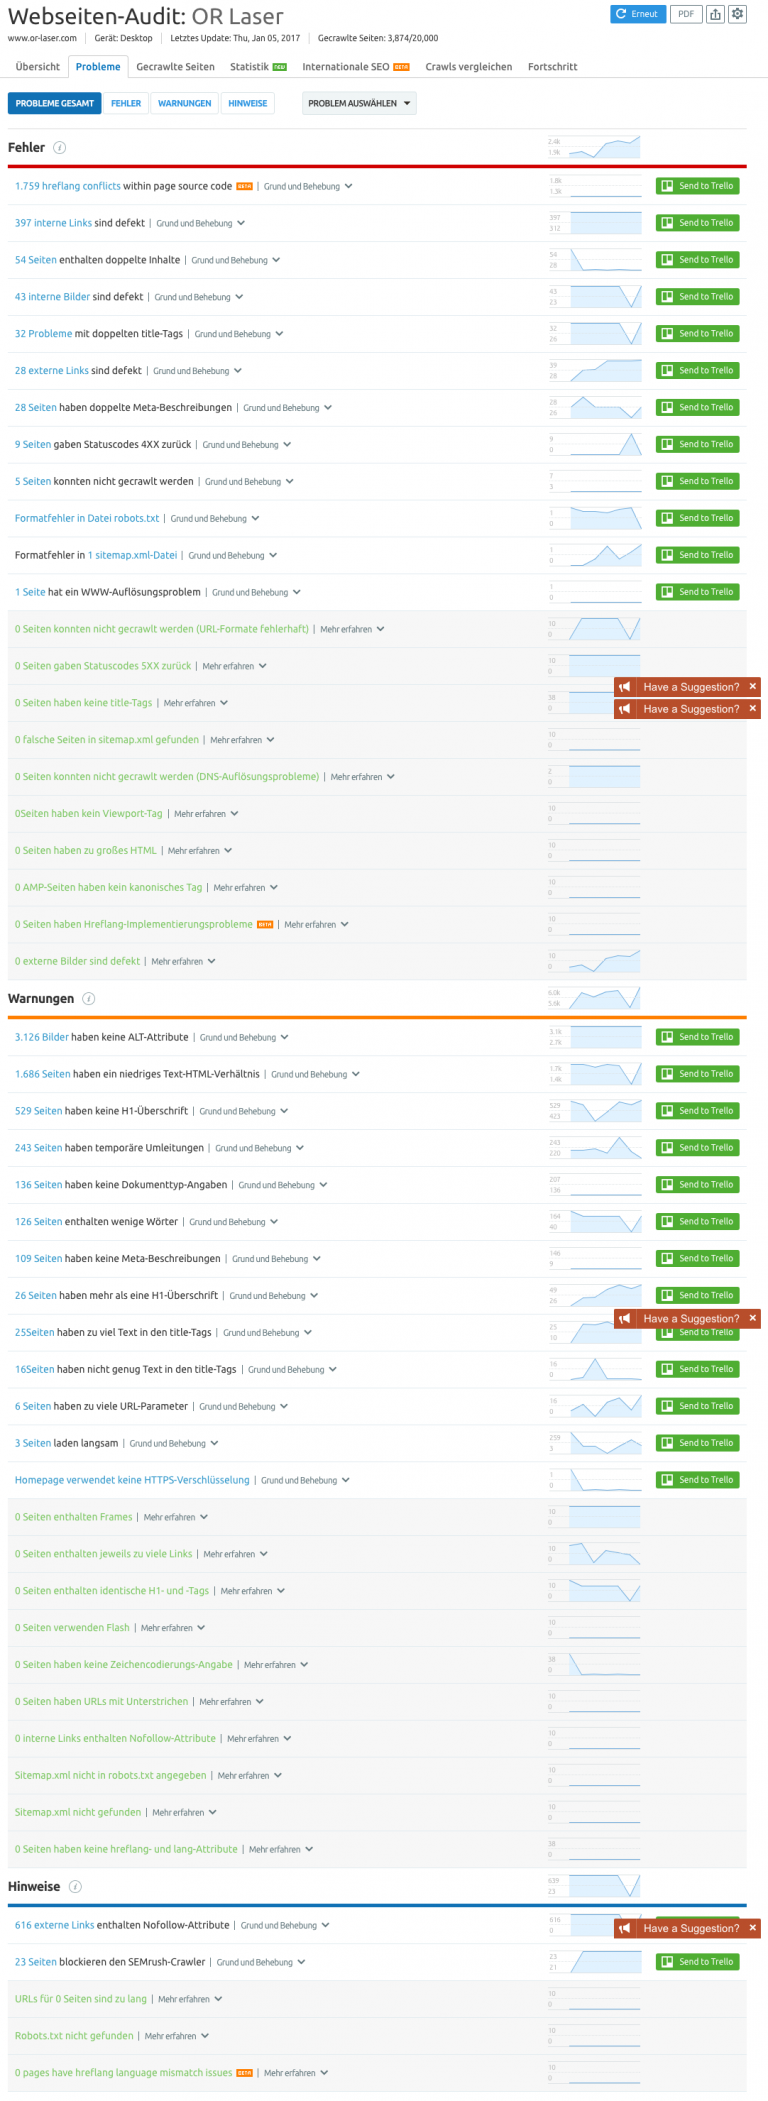 Webseiten-Audit: OR Laser
Erneut PDF
www.or-laser.com Gerät: Desktop Letztes Update: Thu, Jan 05, 2017 Gecrawlte Seiten: 3,874/20,000
Übersicht Probleme Gecrawlte Seiten Statistik NEW Internationale SEO BETA Crawls vergleichen Fortschritt
PROBLEME GESAMT FEHLER WARNUNGEN HINWEISE PROBLEM AUSWÄHLEN
Fehler i 2.4k 1.9k
1.759 hreflang conflicts within page source code BETA | Grund und Behebung 1.8k 1.3k Send to Trello
397 interne Links sind defekt | Grund und Behebung 397 312 Send to Trello
54 Seiten enthalten doppelte Inhalte | Grund und Behebung 54 28 Send to Trello
43 interne Bilder sind defekt | Grund und Behebung 43 23 Send to Trello
32 Probleme mit doppelten title-Tags | Grund und Behebung 32 26 Send to Trello
28 externe Links sind defekt | Grund und Behebung 39 28 Send to Trello
28 Seiten haben doppelte Meta-Beschreibungen | Grund und Behebung 28 26 Send to Trello
9 Seiten gaben Statuscodes 4XX zurück | Grund und Behebung 9 0 Send to Trello
5 Seiten konnten nicht gecrawlt werden | Grund und Behebung 7 3 Send to Trello
Formatfehler in Datei robots.txt | Grund und Behebung 1 0 Send to Trello
Formatfehler in 1 sitemap.xml-Datei | Grund und Behebung 1 0 Send to Trello
1 Seite hat ein WWW-Auflösungsproblem | Grund und Behebung 1 0 Send to Trello
0 Seiten konnten nicht gecrawlt werden (URL-Formate fehlerhaft) | Mehr erfahren 10 0
0 Seiten gaben Statuscodes 5XX zurück | Mehr erfahren 10 0
Have a Suggestion? ×
0 Seiten haben keine title-Tags | Mehr erfahren 38 0
Have a Suggestion? ×
0 falsche Seiten in sitemap.xml gefunden | Mehr erfahren 10 0
0 Seiten konnten nicht gecrawlt werden (DNS-Auflösungsprobleme) | Mehr erfahren 2 0
0Seiten haben kein Viewport-Tag | Mehr erfahren 10 0
0 Seiten haben zu großes HTML | Mehr erfahren 10 0
0 AMP-Seiten haben kein kanonisches Tag | Mehr erfahren 10 0
0 Seiten haben Hreflang-Implementierungsprobleme BETA | Mehr erfahren 10 0
0 externe Bilder sind defekt | Mehr erfahren 10 0
Warnungen i 6.0k 5.6k
3.126 Bilder haben keine ALT-Attribute | Grund und Behebung 3.1k 2.7k Send to Trello
1.686 Seiten haben ein niedriges Text-HTML-Verhältnis | Grund und Behebung 1.7k 1.6k Send to Trello
529 Seiten haben keine H1-Überschrift | Grund und Behebung 529 423 Send to Trello
243 Seiten haben temporäre Umleitungen | Grund und Behebung 243 220 Send to Trello
136 Seiten haben keine Dokumenttyp-Angaben | Grund und Behebung 207 136 Send to Trello
126 Seiten enthalten wenige Wörter | Grund und Behebung 164 40 Send to Trello
109 Seiten haben keine Meta-Beschreibungen | Grund und Behebung 146 9 Send to Trello
26 Seiten haben mehr als eine H1-Überschrift | Grund und Behebung 49 26 Send to Trello
Have a Suggestion? ×
25Seiten haben zu viel Text in den title-Tags | Grund und Behebung 25 10 Send to Trello
16Seiten haben nicht genug Text in den title-Tags | Grund und Behebung 16 0 Send to Trello
6 Seiten haben zu viele URL-Parameter | Grund und Behebung 16 0 Send to Trello
3 Seiten laden langsam | Grund und Behebung 259 3 Send to Trello
Homepage verwendet keine HTTPS-Verschlüsselung | Grund und Behebung 1 0 Send to Trello
0 Seiten enthalten Frames | Mehr erfahren 10 0
0 Seiten enthalten jeweils zu viele Links | Mehr erfahren 10 0
0 Seiten enthalten identische H1- und -Tags | Mehr erfahren 10 0
0 Seiten verwenden Flash | Mehr erfahren 10 0
0 Seiten haben keine Zeichencodierungs-Angabe | Mehr erfahren 38 0
0 Seiten haben URLs mit Unterstrichen | Mehr erfahren 10 0
0 interne Links enthalten Nofollow-Attribute | Mehr erfahren 10 0
Sitemap.xml nicht in robots.txt angegeben | Mehr erfahren 10 0
Sitemap.xml nicht gefunden | Mehr erfahren 10 0
0 Seiten haben keine hreflang- und lang-Attribute | Mehr erfahren 38 0
Hinweise i 639 23
616 externe Links enthalten Nofollow-Attribute | Grund und Behebung 616 0 Have a Suggestion? ×
23 Seiten blockieren den SEMrush-Crawler | Grund und Behebung 23 21 Send to Trello
URLs für 0 Seiten sind zu lang | Mehr erfahren 10 0
Robots.txt nicht gefunden | Mehr erfahren 10 0
0 pages have hreflang language mismatch issues BETA | Mehr erfahren 10 0